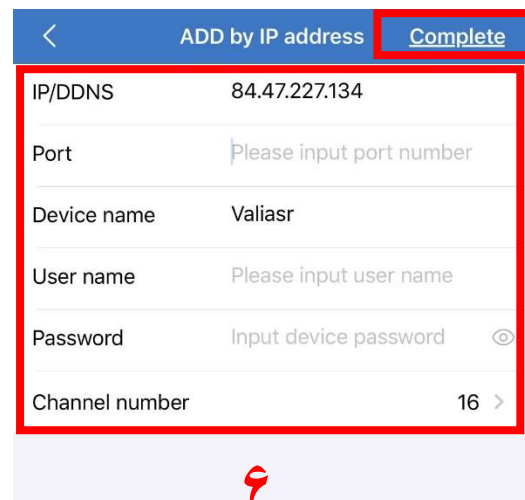 ADD by IP address Complete
IP/DDNS 84.47.227.134
Port Please input port number
Device name Valiasr
User name Please input user name
Password Input device password
Channel number 16 >
۶